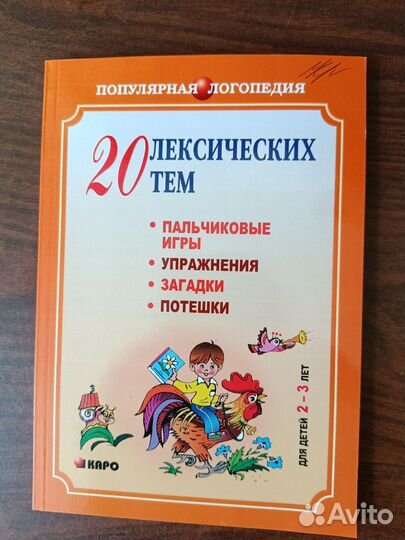 ПОПУЛЯРНАЯ ЛОГОПЕДИЯ
20 ЛЕКСИЧЕСКИХ
ТЕМ
• ПАЛЬЧИКОВЫЕ
ИГРЫ
• УПРАЖНЕНИЯ
• ЗАГАДКИ
• ПОТЕШКИ
ДЛЯ ДЕТЕЙ 2 – 3 ЛЕТ
КАРО
Avito